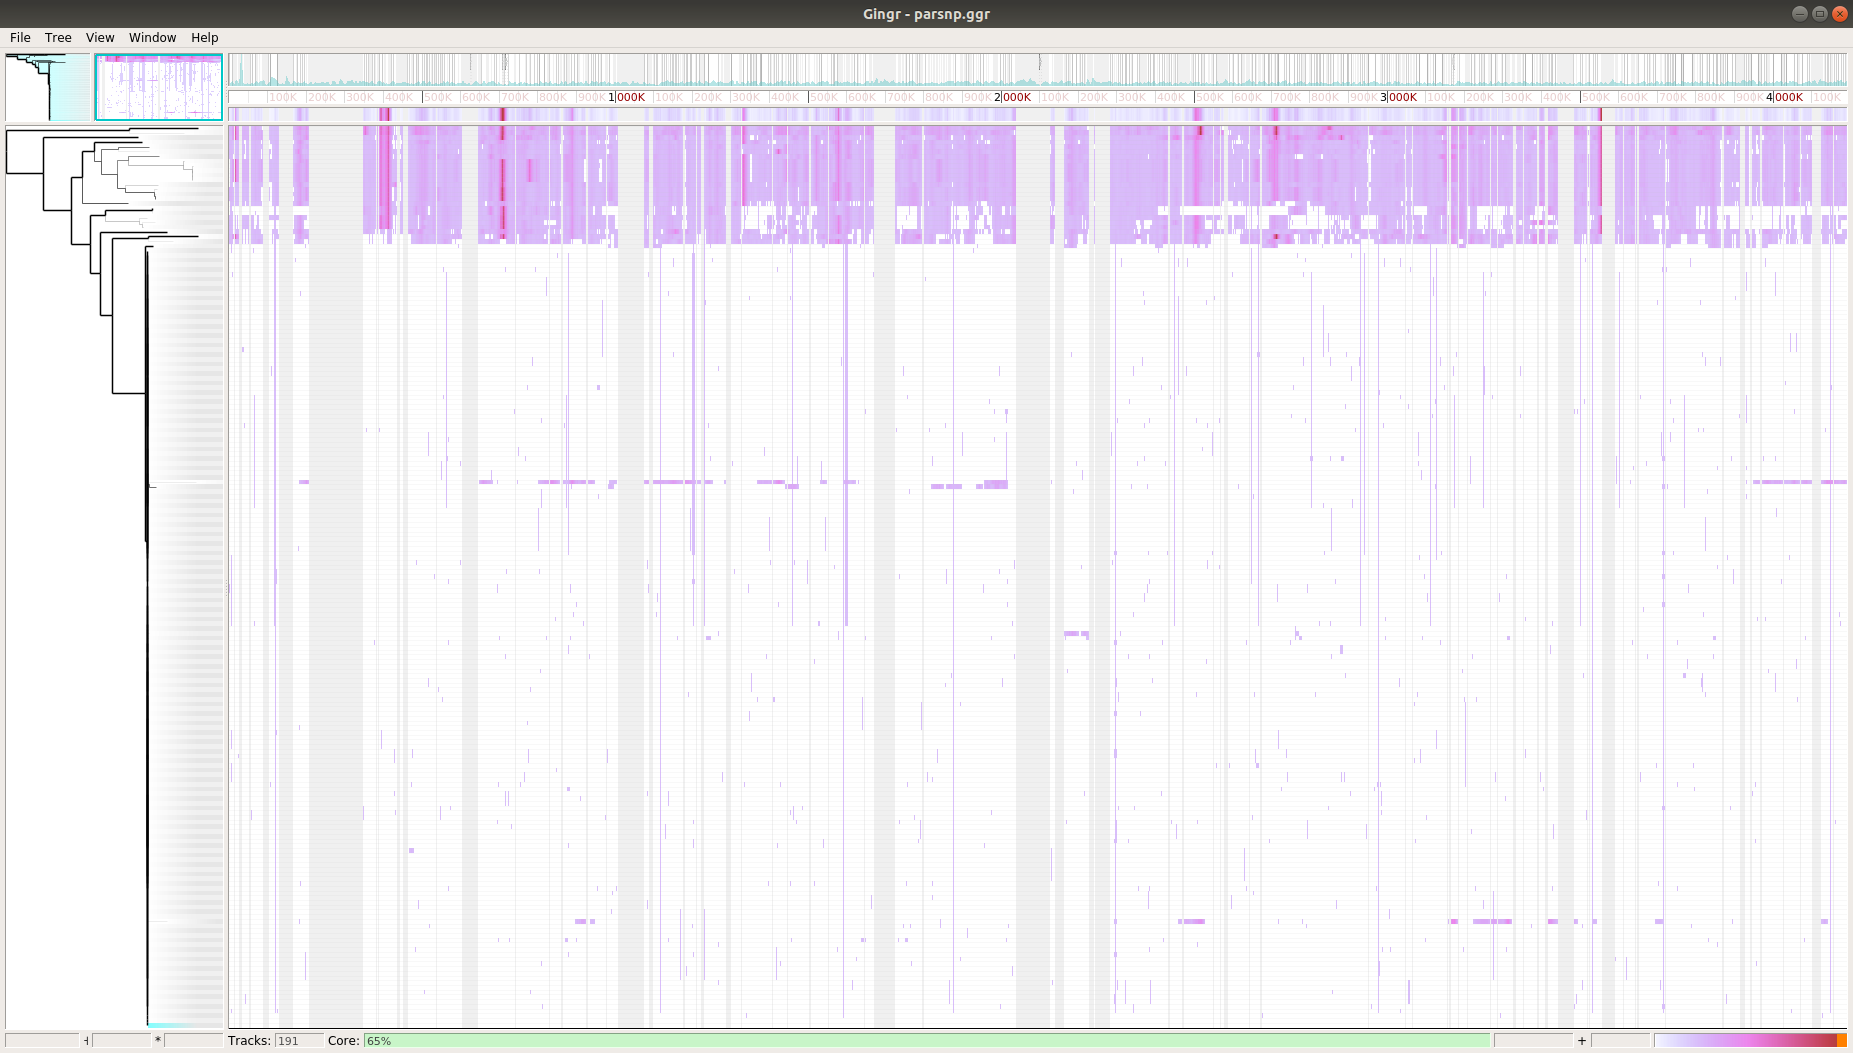 Gingr - parsnp.ggr
File Tree View Window Help
100K 200K 300K 400K 500K 600K 700K 800K 900K 1000K 100K 200K 300K 400K 500K 600K 700K 800K 900K 2000K 100K 200K 300K 400K 500K 600K 700K 800K 900K 3000K 100K 200K 300K 400K 500K 600K 700K 800K 900K 4000K 100K
* Tracks: 191 Core: 65% +